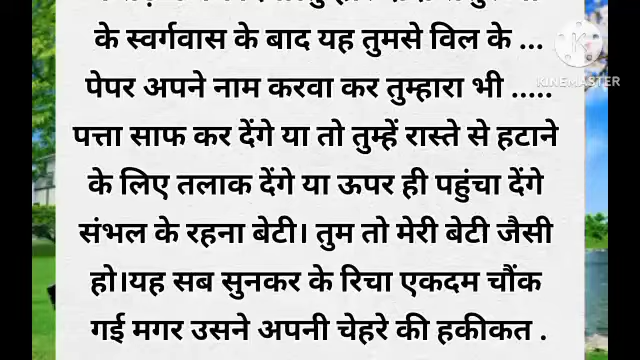 के स्वर्गवास के बाद यह तुमसे विल के ...
पेपर अपने नाम करवा कर तुम्हारा भी .....
पत्ता साफ कर देंगे या तो तुम्हें रास्ते से हटाने
के लिए तलाक देंगे या ऊपर ही पहुंचा देंगे
संभल के रहना बेटी। तुम तो मेरी बेटी जैसी
हो।यह सब सुनकर के रिचा एकदम चौंक
गई मगर उसने अपनी चेहरे की हकीकत .
KINEMASTER